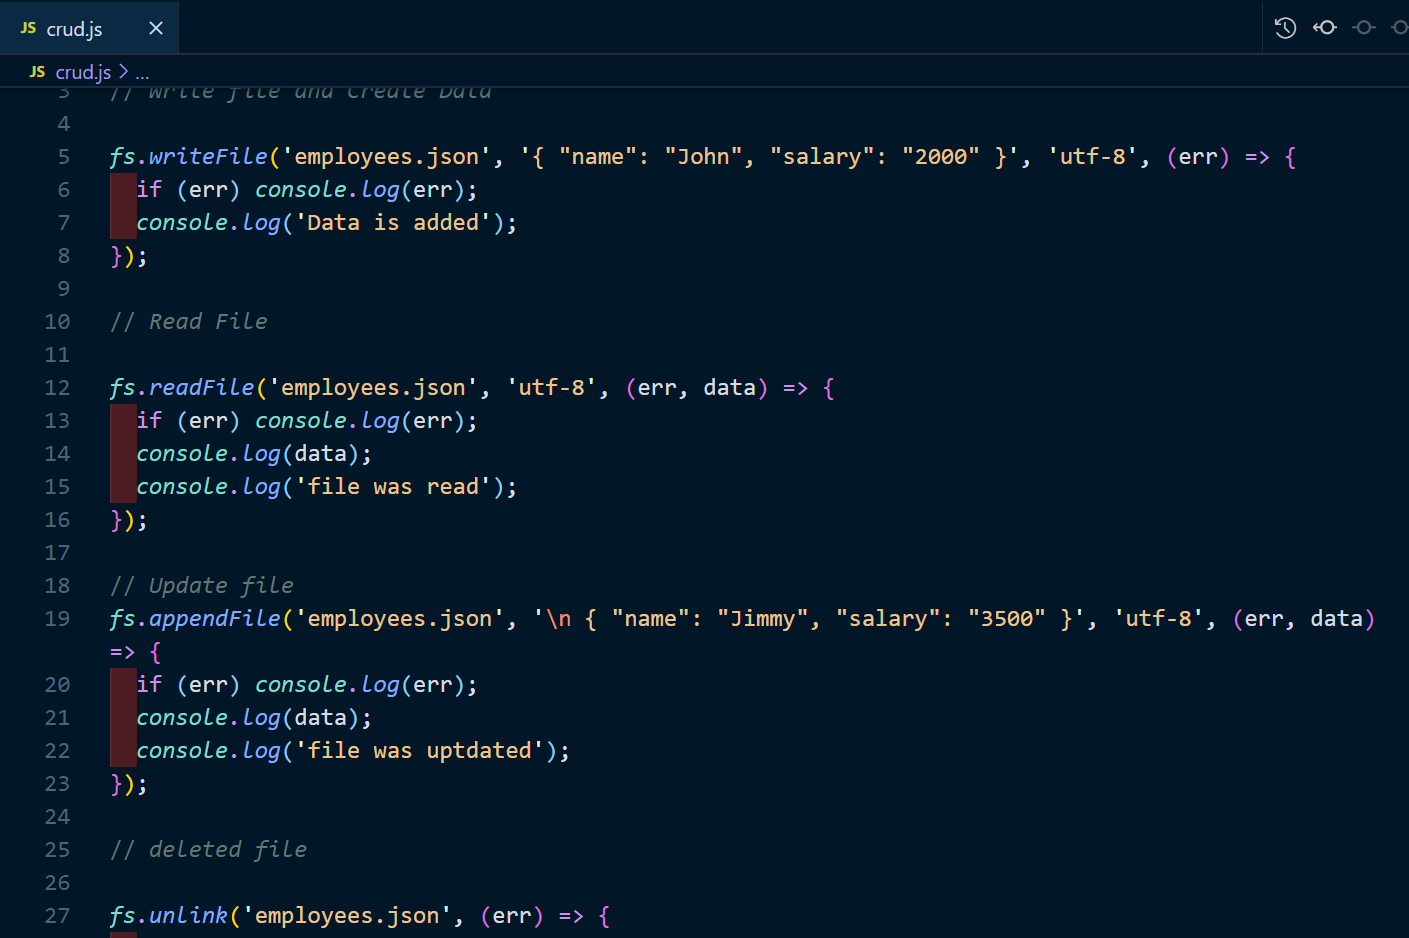 JS crud.js
JS crud.js > ...
3 // Write file and Create Data
4
5 fs.writeFile('employees.json', '{ "name": "John", "salary": "2000" }', 'utf-8', (err) => {
6 if (err) console.log(err);
7 console.log('Data is added');
8 });
9
10 // Read File
11
12 fs.readFile('employees.json', 'utf-8', (err, data) => {
13 if (err) console.log(err);
14 console.log(data);
15 console.log('file was read');
16 });
17
18 // Update file
19 fs.appendFile('employees.json', '\n { "name": "Jimmy", "salary": "3500" }', 'utf-8', (err, data)
=> {
20 if (err) console.log(err);
21 console.log(data);
22 console.log('file was uptdated');
23 });
24
25 // deleted file
26
27 fs.unlink('employees.json', (err) => {